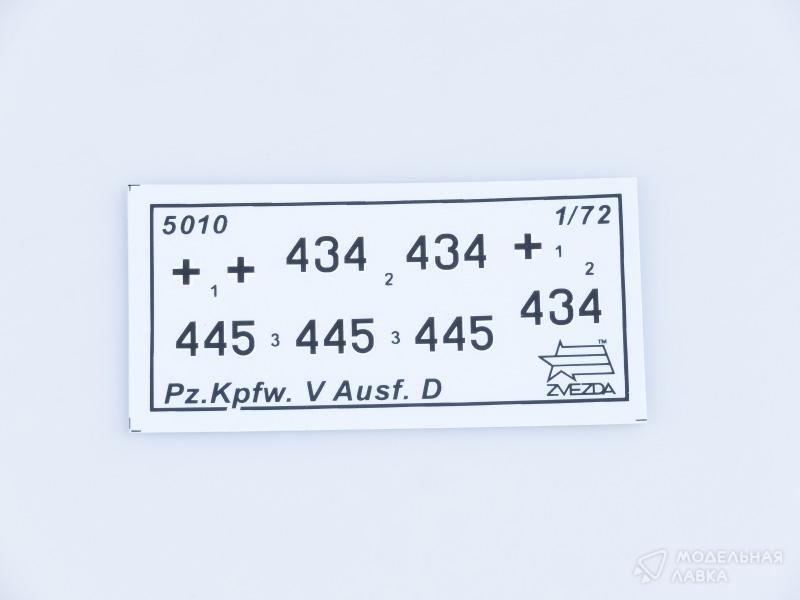 5010 1/72
+ + 434 434 +
1 2 1 2
445 3 445 3 445 434
Pz.Kpfw. V Ausf. D
ZVEZDA™
МОДЕЛЬНАЯ
ЛАВКА